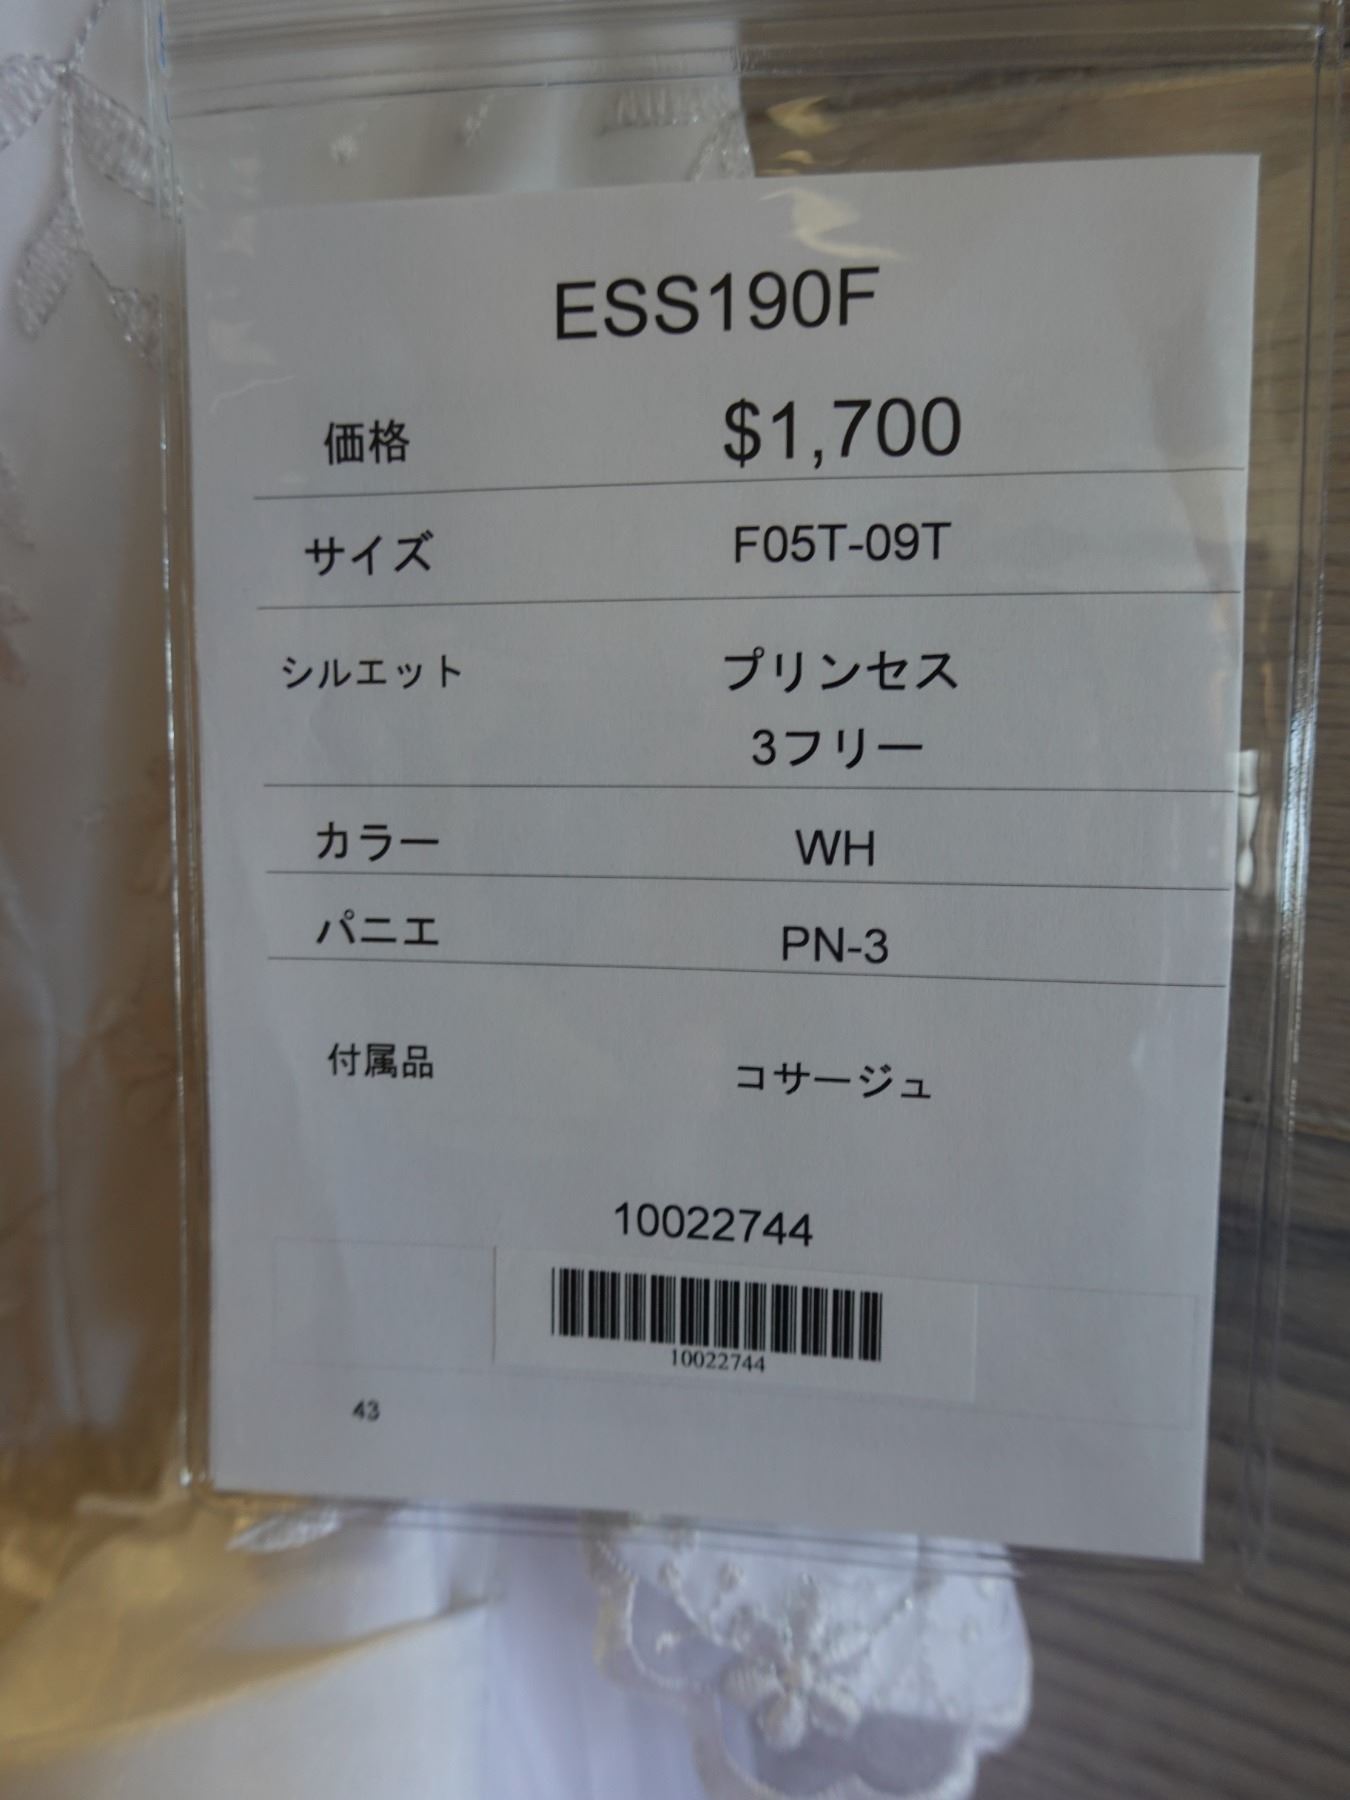 ESS190F
価格 $1,700
サイズ F05T-09T
シルエット プリンセス
3フリー
カラー WH
パニエ PN-3
付属品 コサージュ
10022744
10022744
43